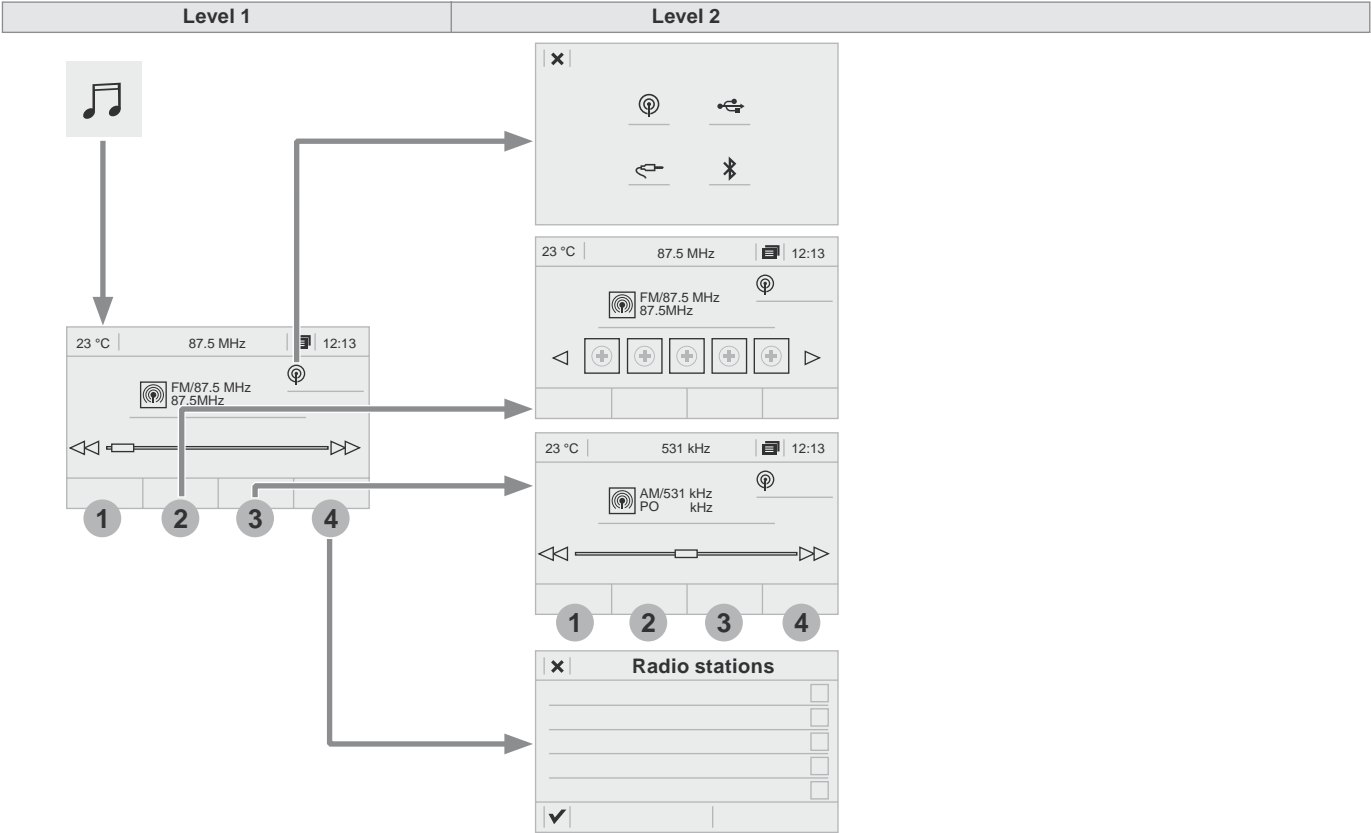 Level 1 Level 2
23 °C 87.5 MHz 12:13
FM/87.5 MHz
87.5MHz
1 2 3 4
23 °C 87.5 MHz 12:13
FM/87.5 MHz
87.5MHz
23 °C 531 kHz 12:13
AM/531 kHz
PO kHz
1 2 3 4
Radio stations